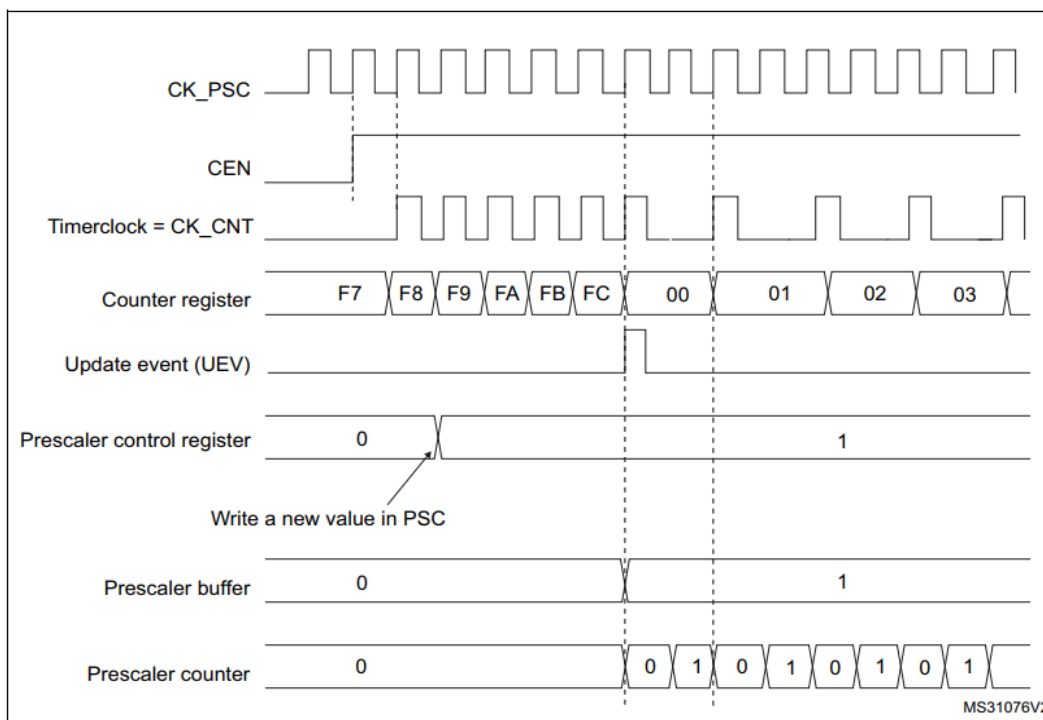 CK_PSC
CEN
Timerclock = CK_CNT
Counter register F7 F8 F9 FA FB FC 00 01 02 03
Update event (UEV)
Prescaler control register 0 1
Write a new value in PSC
Prescaler buffer 0 1
Prescaler counter 0 0 1 0 1 0 1 0 1
MS31076V2